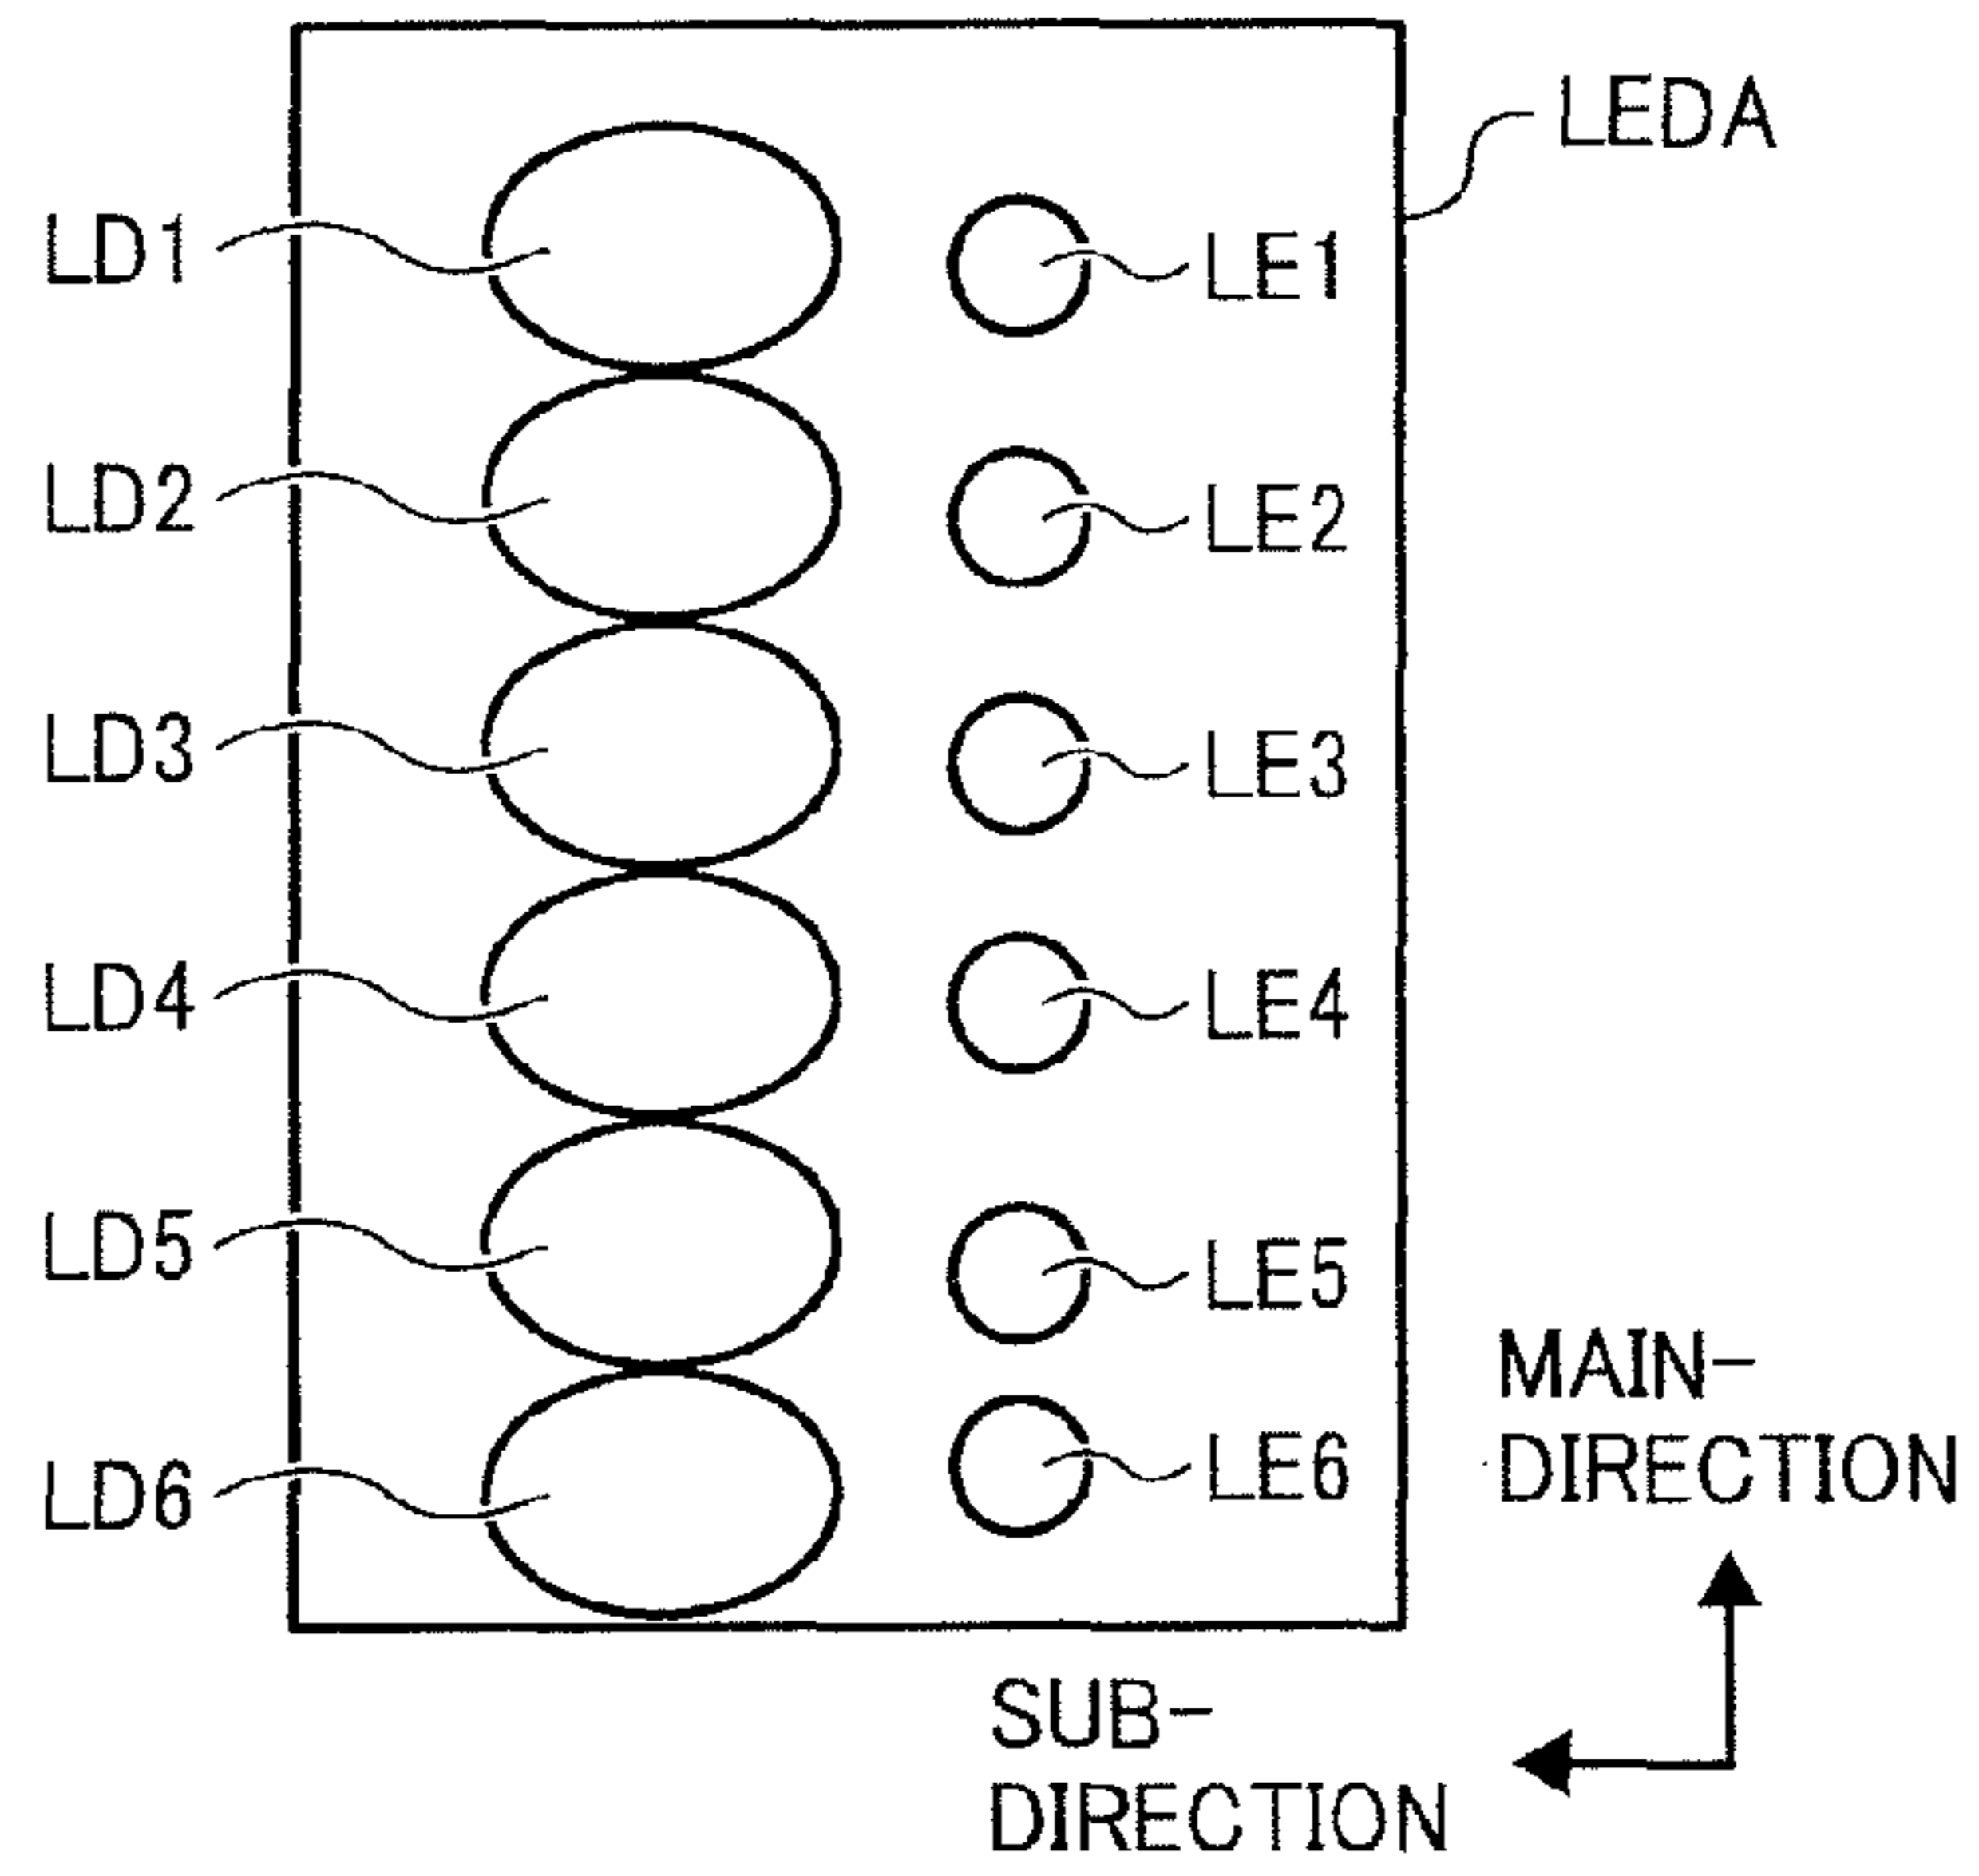 LEDA
LD1
LE1
LD2
LE2
LD3
LE3
LD4
LE4
LD5
LE5
LD6
LE6
MAIN-
DIRECTION
SUB-
DIRECTION